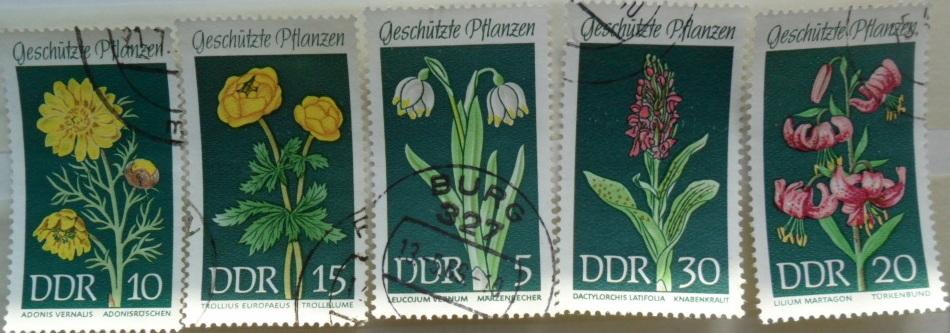 Geschützte Pflanzen
DDR 10
ADONIS VERNALIS ADONISRÖSCHEN
Geschützte Pflanzen
DDR 15
TROLLIUS EUROPAEUS TROLLBLUME
Geschützte Pflanzen
BURG
327
DDR 5
LEUCOJUM VERNUM MÄRZENBECHER
Geschützte Pflanzen
DDR 30
DACTYLORCHIS LATIFOLIA KNABENKRAUT
Geschützte Pflanzen
DDR 20
LILIUM MARTAGON TÜRKENBUND